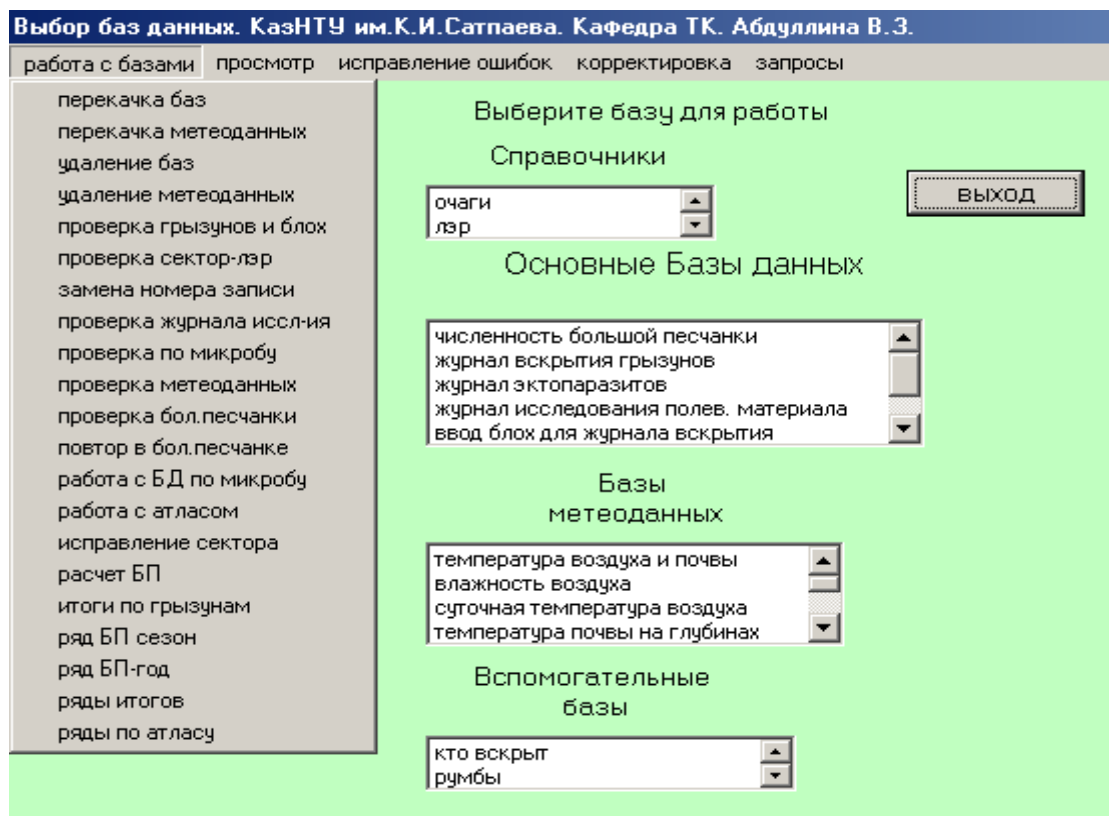 Выбор баз данных. КазНТУ им.К.И.Сатпаева. Кафедра ТК. Абдуллина В.З.
работа с базами просмотр исправление ошибок корректировка запросы
перекачка баз
перекачка метеоданных
удаление баз
удаление метеоданных
проверка грызунов и блох
проверка сектор-лэр
замена номера записи
проверка журнала иссл-ия
проверка по микробу
проверка метеоданных
проверка бол.песчанки
повтор в бол.песчанке
работа с БД по микробу
работа с атласом
исправление сектора
расчет БП
итоги по грызунам
ряд БП сезон
ряд БП-год
ряды итогов
ряды по атласу
Выберите базу для работы
Справочники
очаги
лэр
выход
Основные Базы данных
численность большой песчанки
журнал вскрытия грызунов
журнал эктопаразитов
журнал исследования полев. материала
ввод блох для журнала вскрытия
Базы
метеоданных
температура воздуха и почвы
влажность воздуха
суточная температура воздуха
температура почвы на глубинах
Вспомогательные
базы
кто вскрыт
румбы